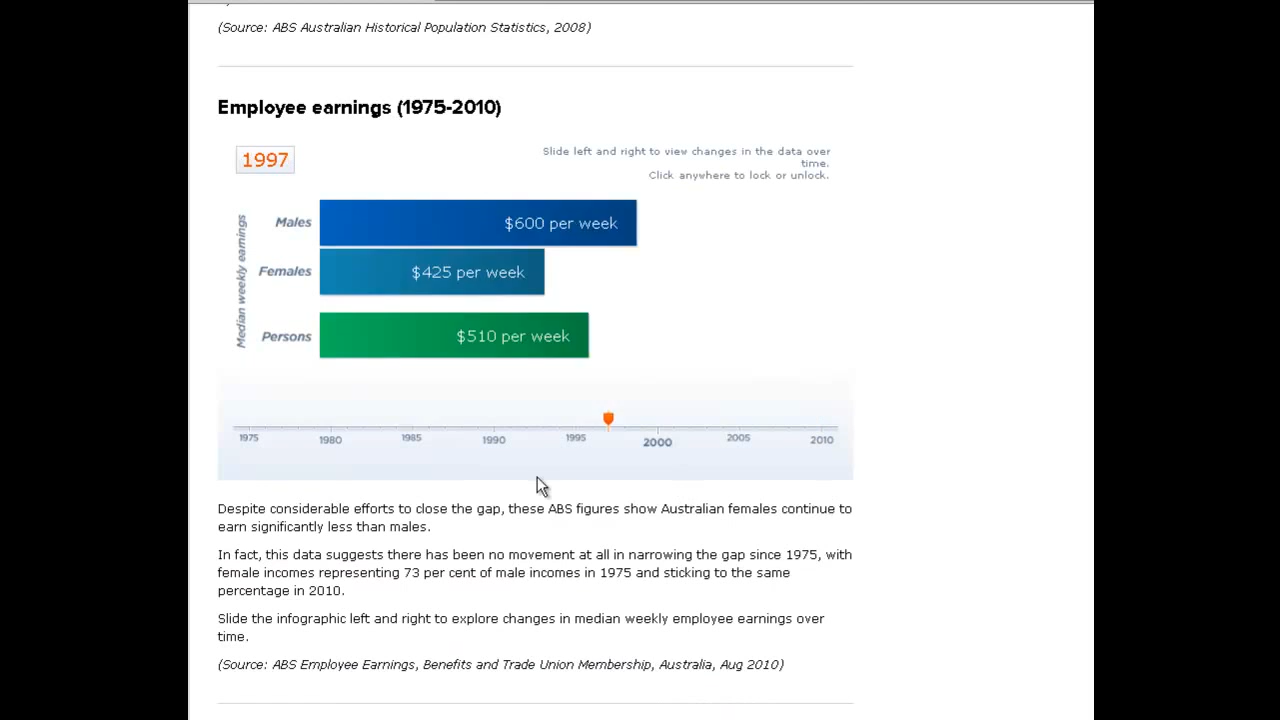 (Source: ABS Australian Historical Population Statistics, 2008)
Employee earnings (1975-2010)
1997
Slide left and right to view changes in the data over
time.
Click anywhere to lock or unlock.
Median weekly earnings
Males
$600 per week
Females
$425 per week
Persons
$510 per week
1975 1980 1985 1990 1995 2000 2005 2010
Despite considerable efforts to close the gap, these ABS figures show Australian females continue to
earn significantly less than males.
In fact, this data suggests there has been no movement at all in narrowing the gap since 1975, with
female incomes representing 73 per cent of male incomes in 1975 and sticking to the same
percentage in 2010.
Slide the infographic left and right to explore changes in median weekly employee earnings over
time.
(Source: ABS Employee Earnings, Benefits and Trade Union Membership, Australia, Aug 2010)